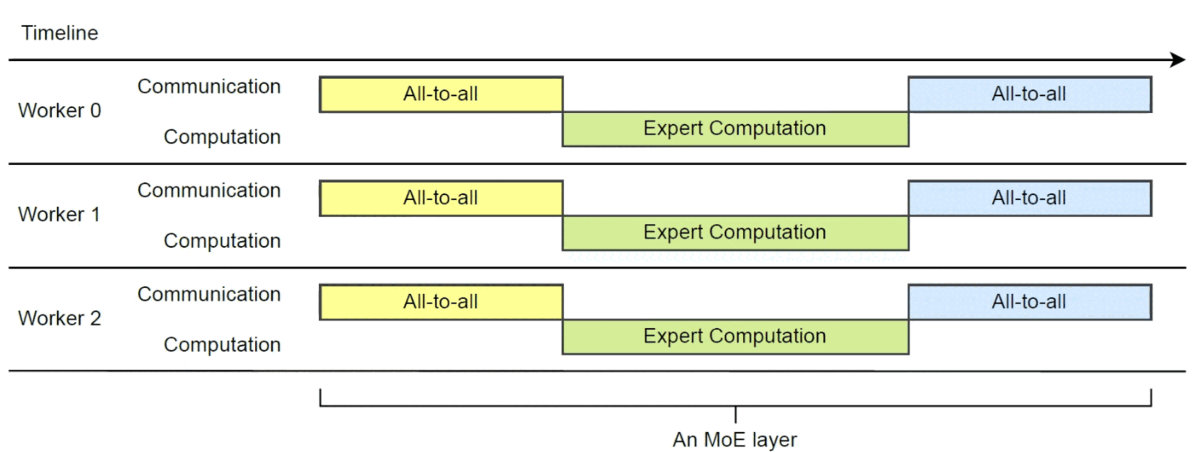 Timeline
Worker 0
Communication
All-to-all
All-to-all
Computation
Expert Computation
Worker 1
Communication
All-to-all
All-to-all
Computation
Expert Computation
Worker 2
Communication
All-to-all
All-to-all
Computation
Expert Computation
An MoE layer